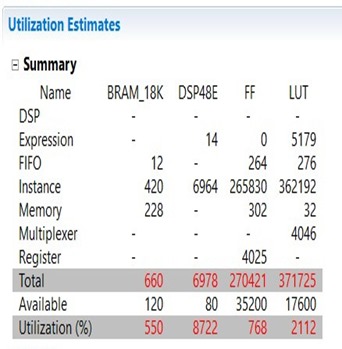 Utilization Estimates
Summary
Name BRAM_18K DSP48E FF LUT
DSP - - - -
Expression - 14 0 5179
FIFO 12 - 264 276
Instance 420 6964 265830 362192
Memory 228 - 302 32
Multiplexer - - - 4046
Register - - 4025 -
Total 660 6978 270421 371725
Available 120 80 35200 17600
Utilization (%) 550 8722 768 2112